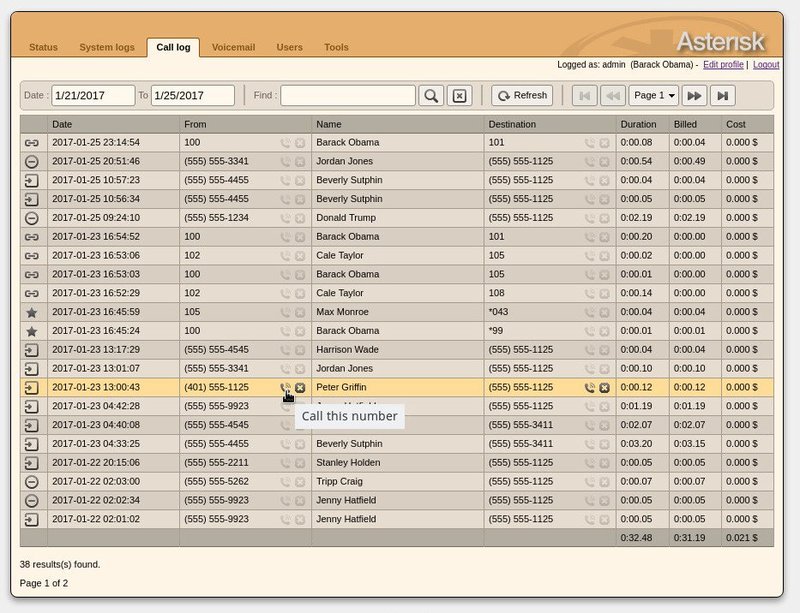 Status System logs Call log Voicemail Users Tools
Asterisk
Logged as: admin (Barack Obama) - Edit profile | Logout
Date : 1/21/2017 To 1/25/2017 Find : Refresh Page 1
Date From Name Destination Duration Billed Cost
2017-01-25 23:14:54 100 Barack Obama 101 0:00.08 0:00.04 0.000 $
2017-01-25 20:51:46 (555) 555-3341 Jordan Jones (555) 555-1125 0:00.54 0:00.49 0.000 $
2017-01-25 10:57:23 (555) 555-4455 Beverly Sutphin (555) 555-1125 0:00.04 0:00.04 0.000 $
2017-01-25 10:56:34 (555) 555-4455 Beverly Sutphin (555) 555-1125 0:00.05 0:00.05 0.000 $
2017-01-25 09:24:10 (555) 555-1234 Donald Trump (555) 555-1125 0:02.19 0:02.19 0.000 $
2017-01-23 16:54:52 100 Barack Obama 101 0:00.20 0:00.00 0.000 $
2017-01-23 16:53:06 102 Cale Taylor 105 0:00.02 0:00.00 0.000 $
2017-01-23 16:53:03 100 Barack Obama 105 0:00.01 0:00.00 0.000 $
2017-01-23 16:52:29 102 Cale Taylor 108 0:00.14 0:00.00 0.000 $
2017-01-23 16:45:59 105 Max Monroe *043 0:00.04 0:00.04 0.000 $
2017-01-23 16:45:24 100 Barack Obama *99 0:00.01 0:00.01 0.000 $
2017-01-23 13:17:29 (555) 555-4545 Harrison Wade (555) 555-1125 0:00.04 0:00.04 0.000 $
2017-01-23 13:01:07 (555) 555-3341 Jordan Jones (555) 555-1125 0:00.10 0:00.10 0.000 $
2017-01-23 13:00:43 (401) 555-1125 Peter Griffin (555) 555-1125 0:00.12 0:00.12 0.000 $
2017-01-23 04:42:28 (555) 555-9923 (555) 555-1125 0:01.19 0:01.19 0.000 $
Call this number
2017-01-23 04:40:08 (555) 555-4545 (555) 555-3411 0:02.07 0:02.07 0.000 $
2017-01-23 04:33:25 (555) 555-4455 Beverly Sutphin (555) 555-3411 0:03.20 0:03.15 0.000 $
2017-01-22 20:15:06 (555) 555-2211 Stanley Holden (555) 555-1125 0:00.05 0:00.05 0.000 $
2017-01-22 02:03:00 (555) 555-5262 Tripp Craig (555) 555-1125 0:00.07 0:00.07 0.000 $
2017-01-22 02:02:34 (555) 555-9923 Jenny Hatfield (555) 555-1125 0:00.05 0:00.05 0.000 $
2017-01-22 02:01:02 (555) 555-9923 Jenny Hatfield (555) 555-1125 0:00.05 0:00.05 0.000 $
0:32.48 0:31.19 0.021 $
38 results(s) found.
Page 1 of 2